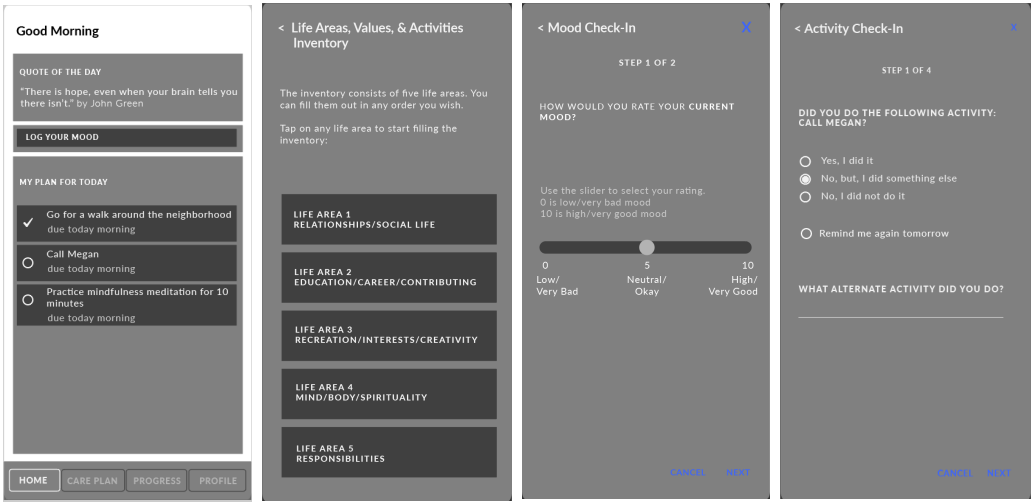 Good Morning
QUOTE OF THE DAY
“There is hope, even when your brain tells you
there isn’t.” by John Green
LOG YOUR MOOD
MY PLAN FOR TODAY
Go for a walk around the neighborhood
due today morning
Call Megan
due today morning
Practice mindfulness meditation for 10
minutes
due today morning
HOME CARE PLAN PROGRESS PROFILE
< Life Areas, Values, & Activities
Inventory
The inventory consists of five life areas. You
can fill them out in any order you wish.
Tap on any life area to start filling the
inventory:
LIFE AREA 1
RELATIONSHIPS/SOCIAL LIFE
LIFE AREA 2
EDUCATION/CAREER/CONTRIBUTING
LIFE AREA 3
RECREATION/INTERESTS/CREATIVITY
LIFE AREA 4
MIND/BODY/SPIRITUALITY
LIFE AREA 5
RESPONSIBILITIES
< Mood Check-In X
STEP 1 OF 2
HOW WOULD YOU RATE YOUR CURRENT
MOOD?
Use the slider to select your rating.
0 is low/very bad mood
10 is high/very good mood
0 5 10
Low/ Neutral/ High/
Very Bad Okay Very Good
CANCEL NEXT
< Activity Check-In X
STEP 1 OF 4
DID YOU DO THE FOLLOWING ACTIVITY:
CALL MEGAN?
Yes, I did it
No, but, I did something else
No, I did not do it
Remind me again tomorrow
WHAT ALTERNATE ACTIVITY DID YOU DO?
CANCEL NEXT